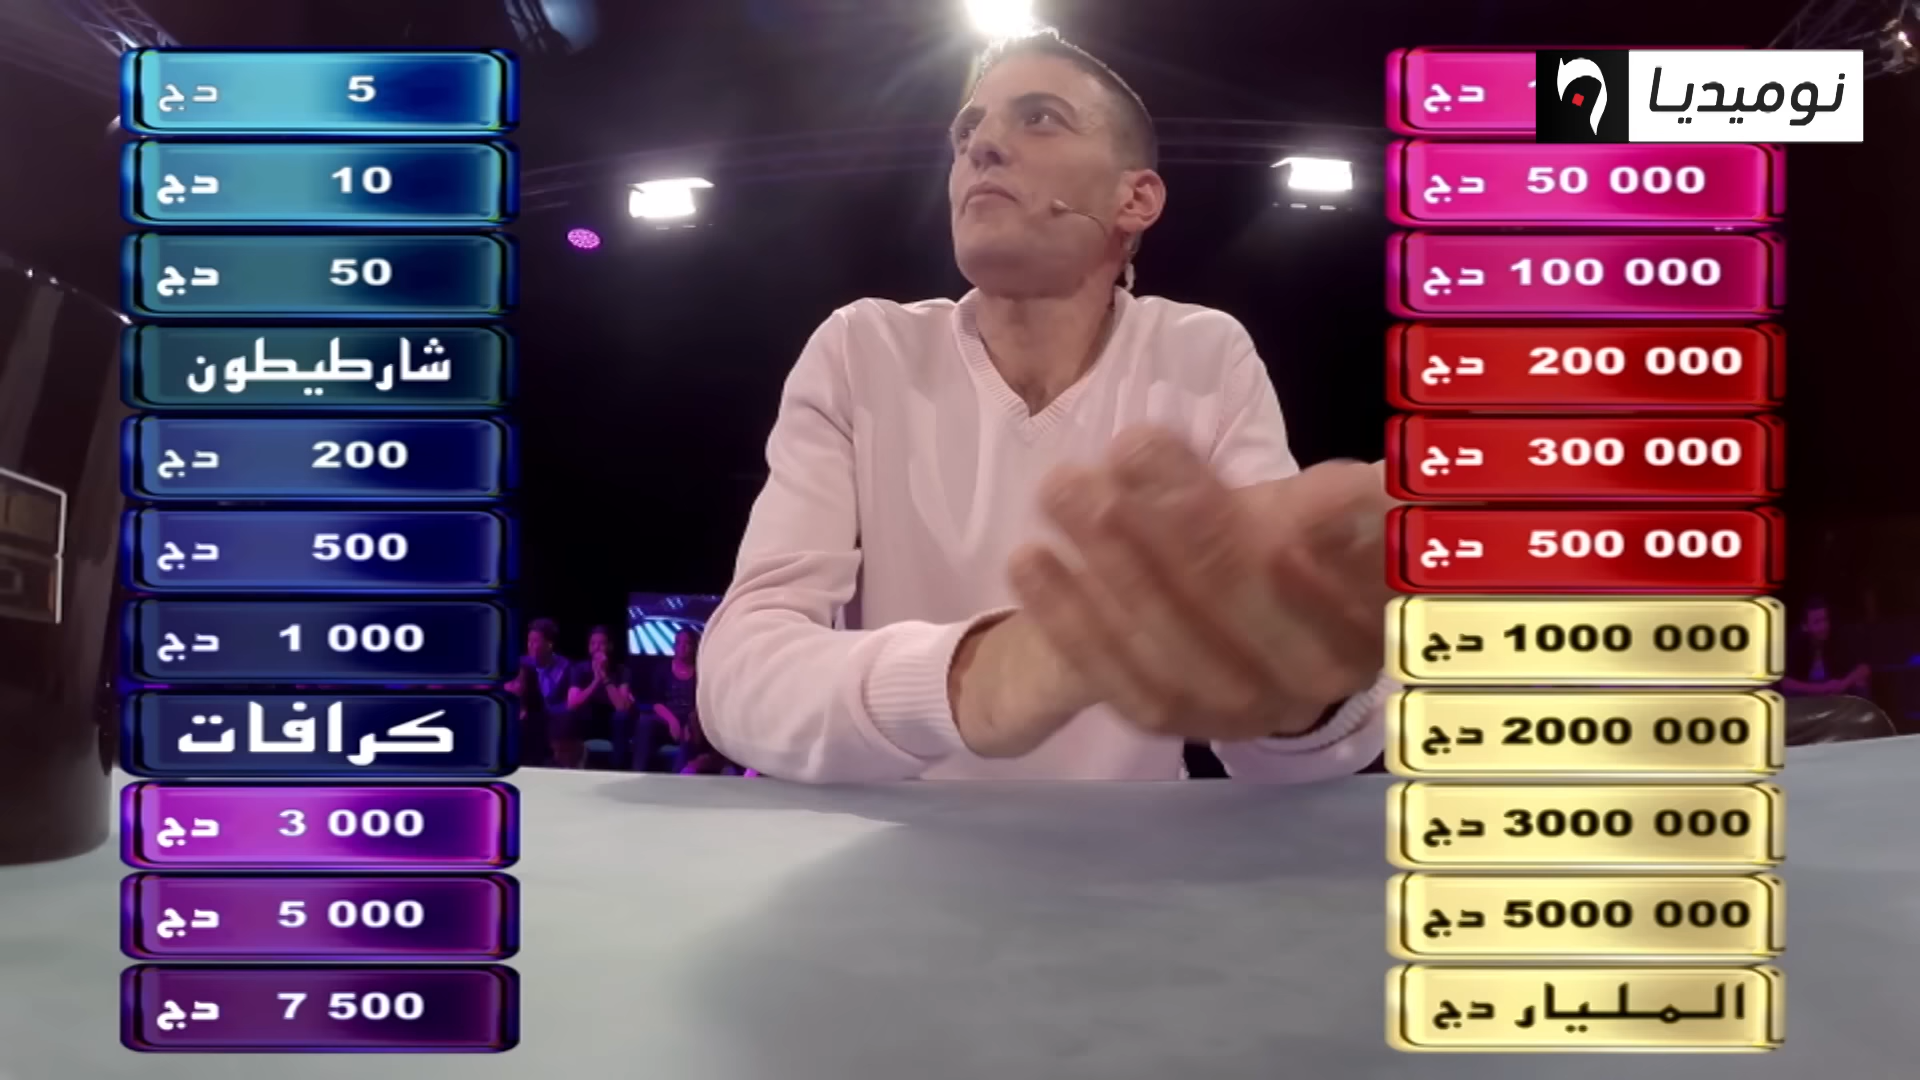 5 دج
10 دج
50 دج
شارطيطون
200 دج
500 دج
1 000 دج
كرافات
3 000 دج
5 000 دج
7 500 دج
نوميديا
دج
50 000 دج
100 000 دج
200 000 دج
300 000 دج
500 000 دج
1000 000 دج
2000 000 دج
3000 000 دج
5000 000 دج
المليار دج